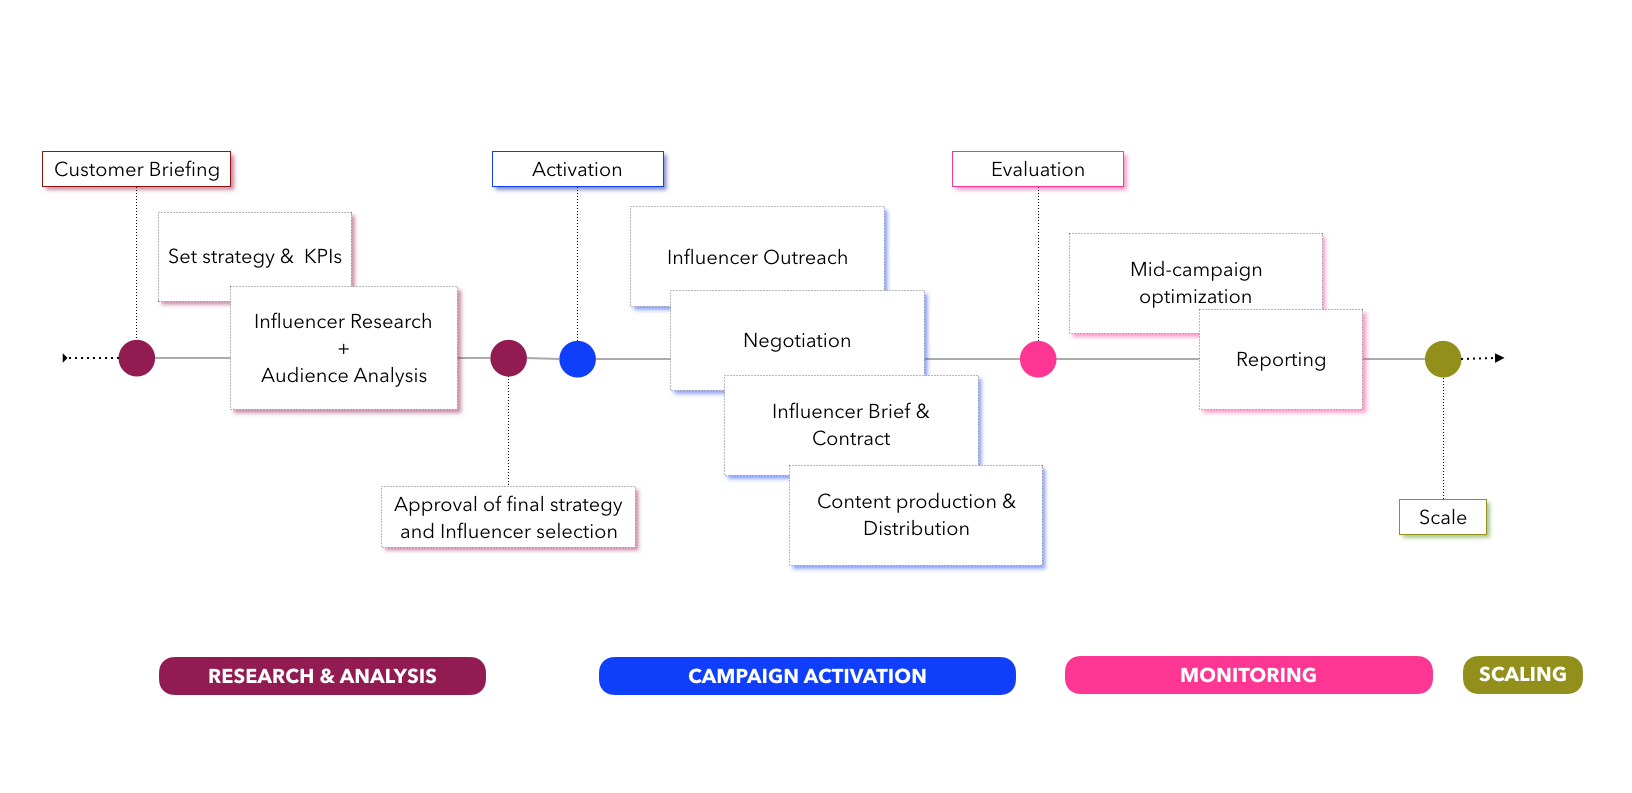 Customer Briefing
Set strategy & KPIs
Influencer Research
+
Audience Analysis
Approval of final strategy
and Influencer selection
Activation
Influencer Outreach
Negotiation
Influencer Brief &
Contract
Content production &
Distribution
Evaluation
Mid-campaign
optimization
Reporting
Scale
RESEARCH & ANALYSIS
CAMPAIGN ACTIVATION
MONITORING
SCALING